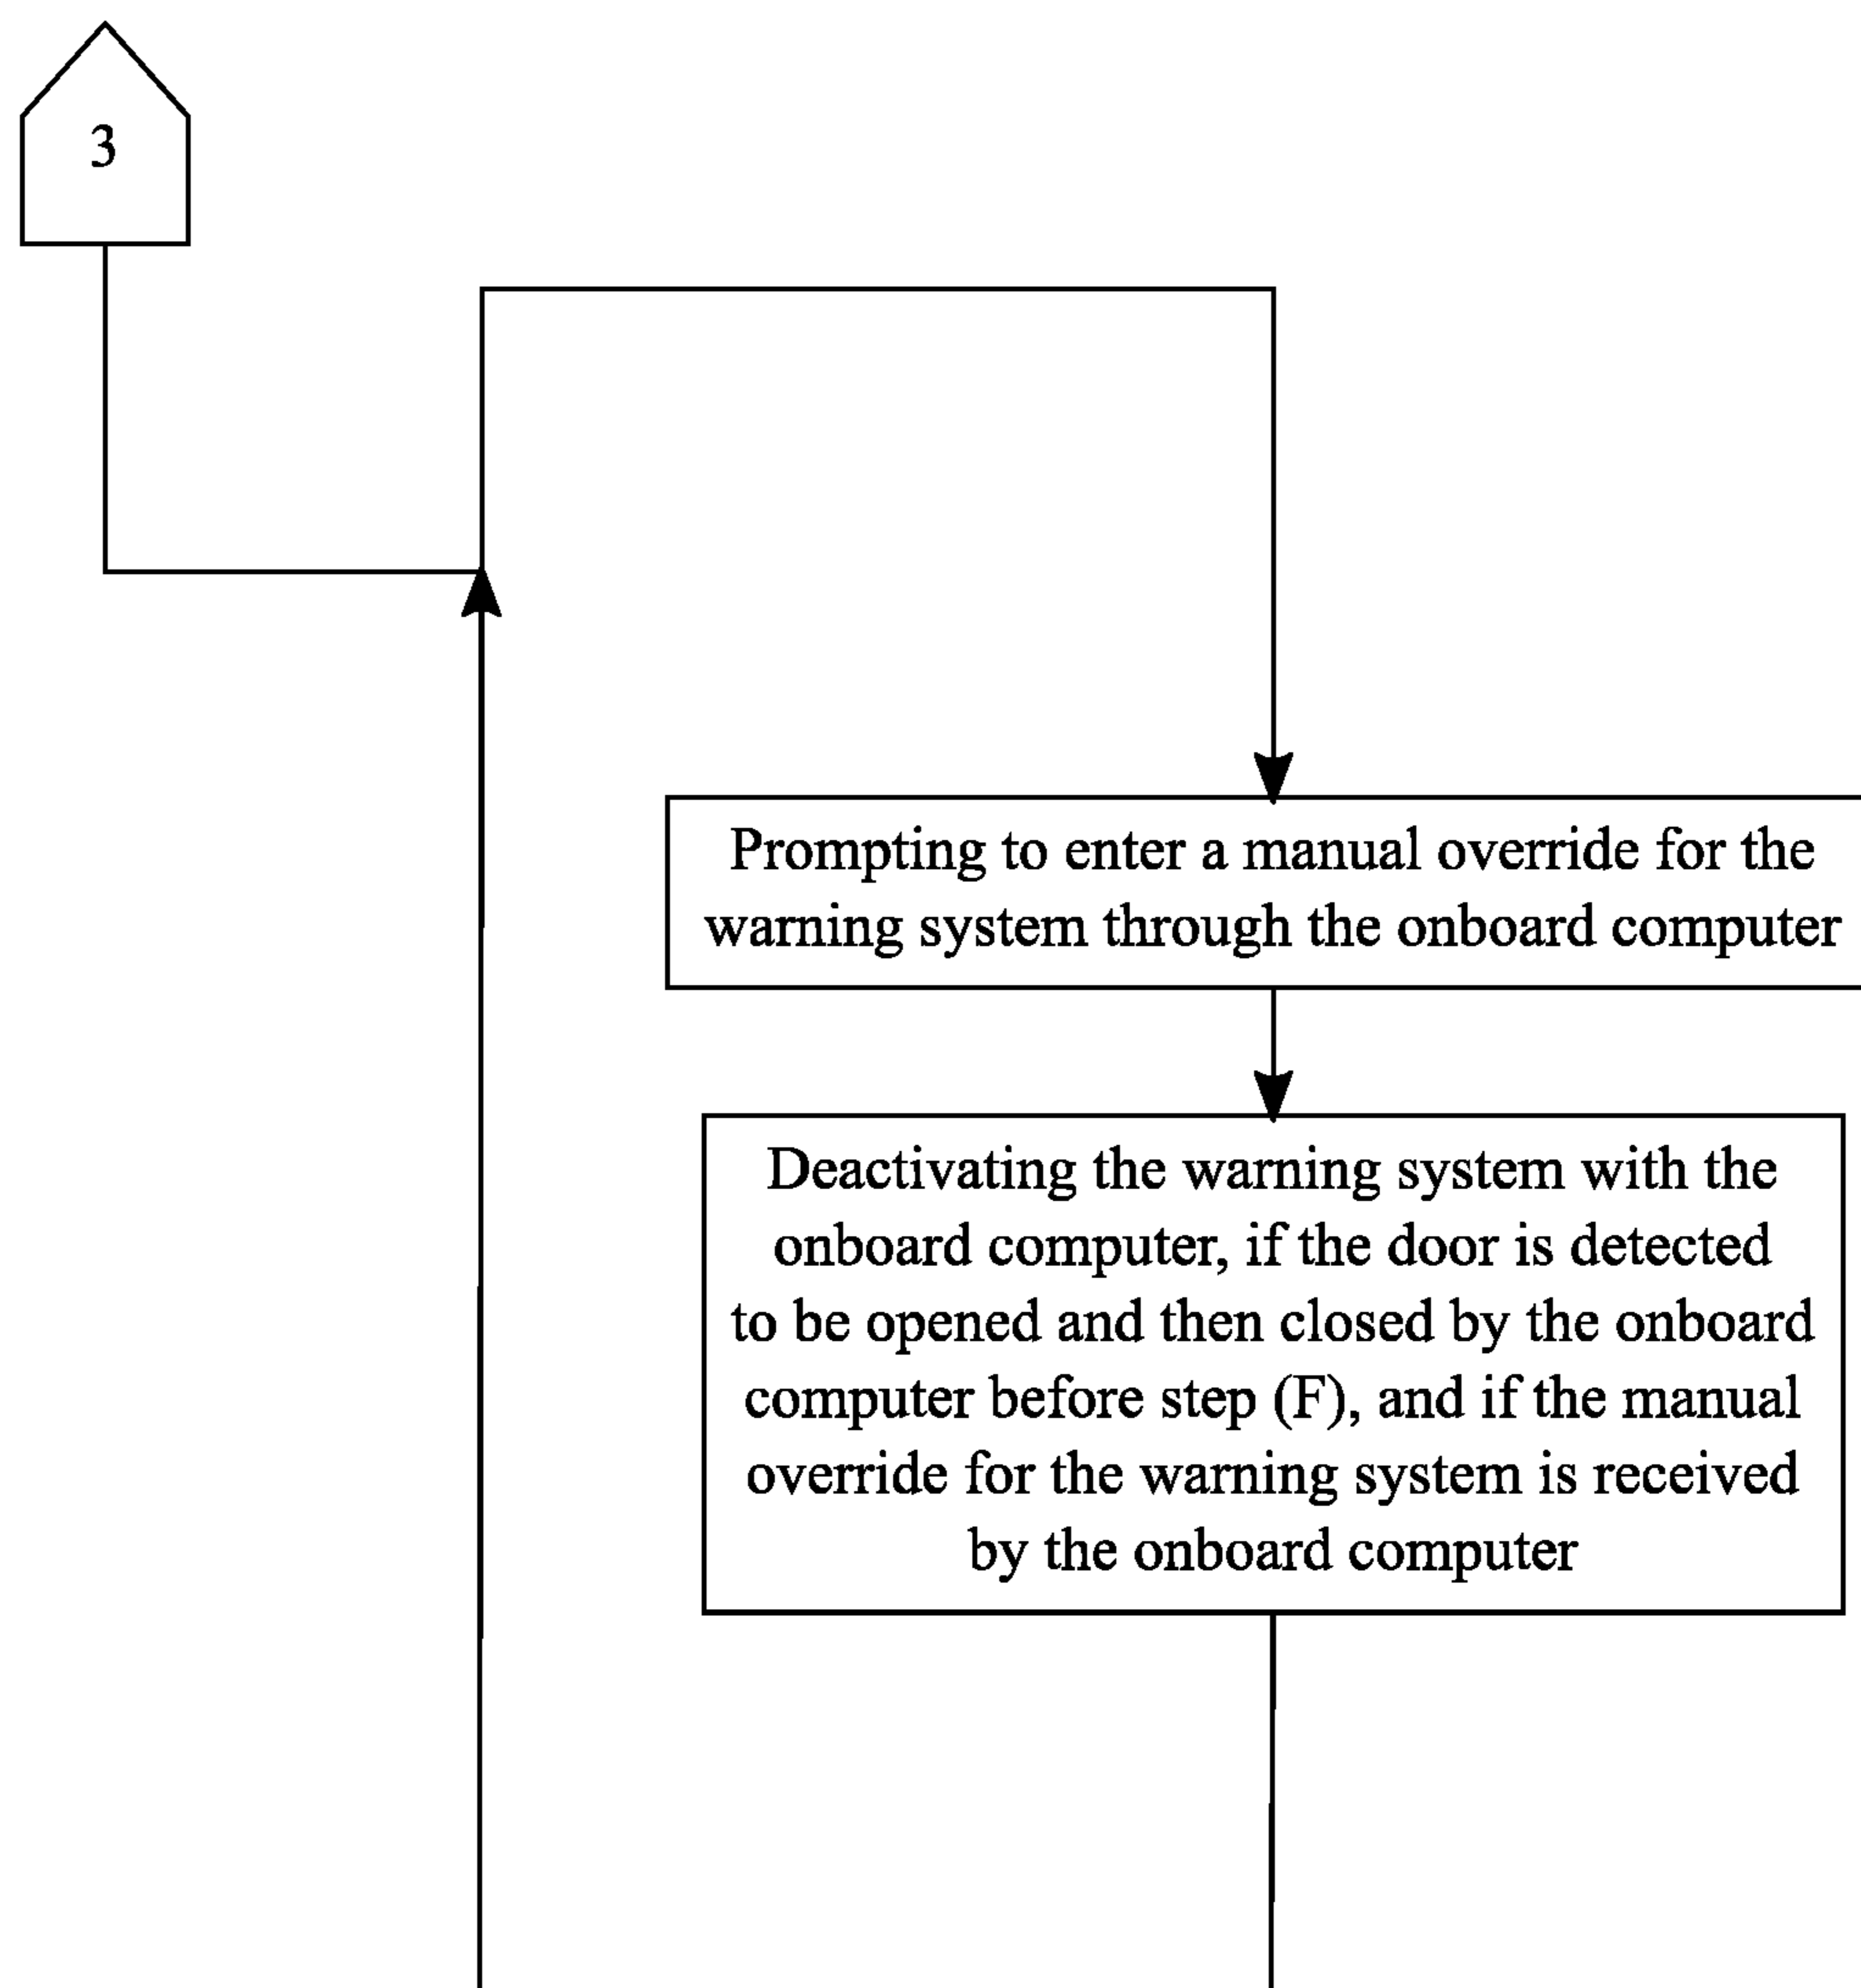 3
Prompting to enter a manual override for the
warning system through the onboard computer
Deactivating the warning system with the
onboard computer, if the door is detected
to be opened and then closed by the onboard
computer before step (F), and if the manual
override for the warning system is received
by the onboard computer